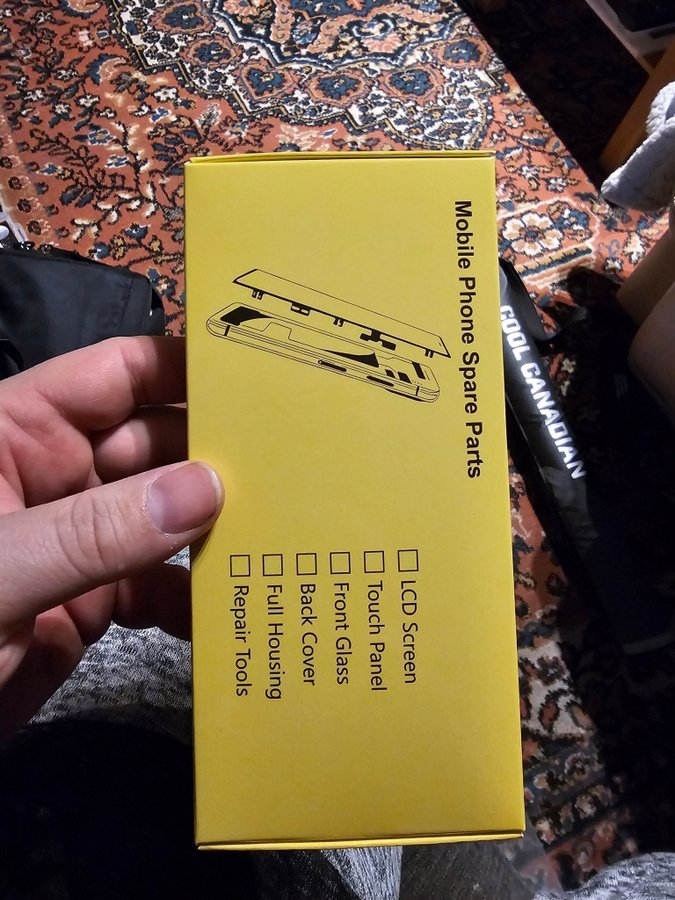 Mobile Phone Spare Parts
LCD Screen
Touch Panel
Front Glass
Back Cover
Full Housing
Repair Tools
COOL CANADIAN